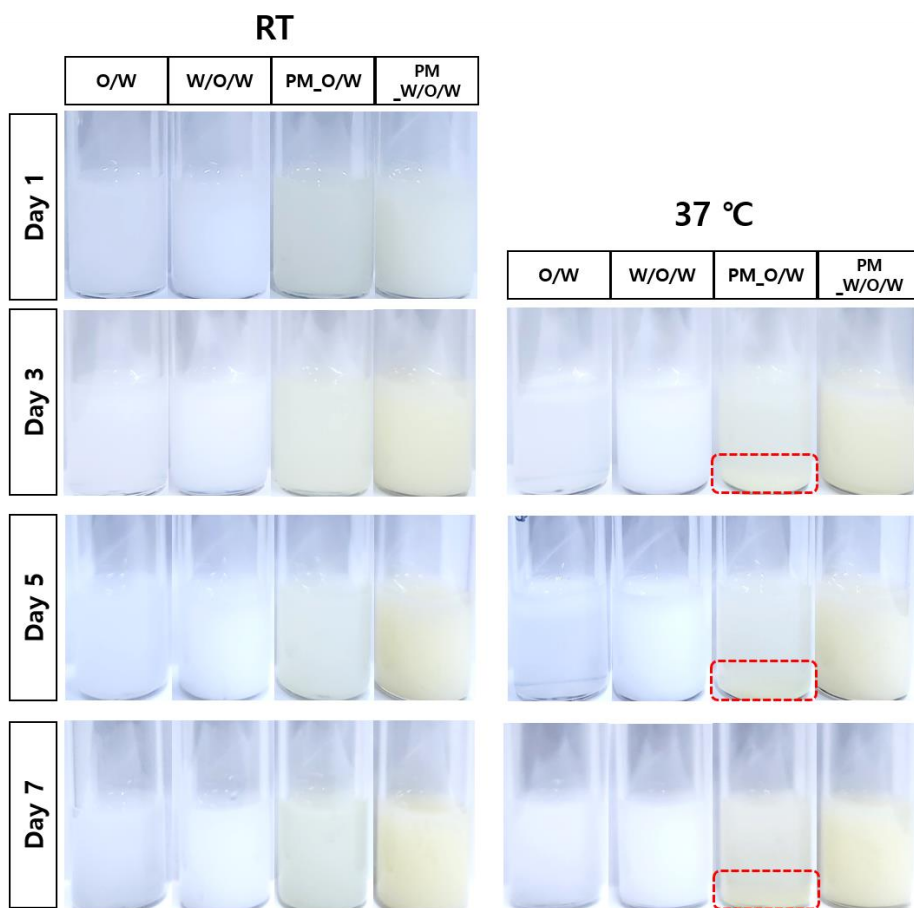 RT
O/W W/O/W PM_O/W PM
_W/O/W
Day 1
37 ℃
O/W W/O/W PM_O/W PM
_W/O/W
Day 3
Day 5
Day 7